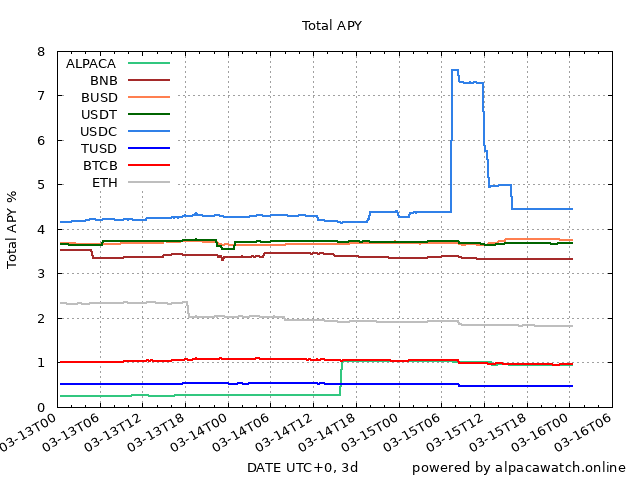 Total APY
8
7
6
5
4
3
2
1
0
Total APY %
ALPACA
BNB
BUSD
USDT
USDC
TUSD
BTCB
ETH
03-13T00
03-13T06
03-13T12
03-13T18
03-14T00
03-14T06
03-14T12
03-14T18
03-15T00
03-15T06
03-15T12
03-15T18
03-16T00
03-16T06
DATE UTC+0, 3d
powered by alpacawatch.online